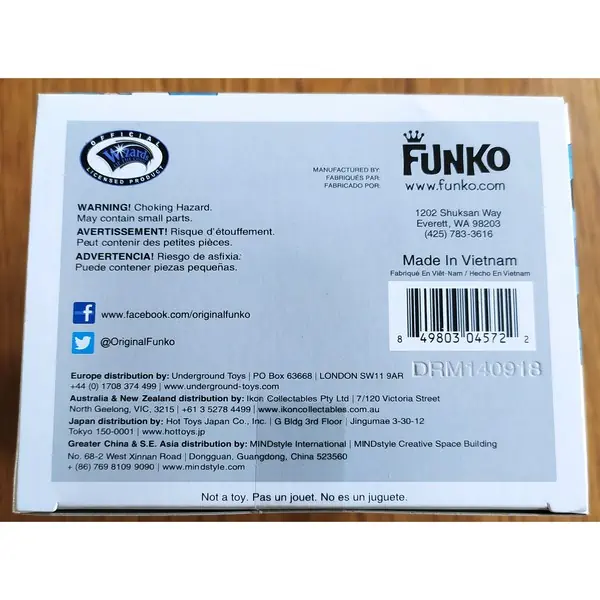 OFFICIAL
Wizards
LICENSED PRODUCT
WARNING! Choking Hazard.
May contain small parts.
AVERTISSEMENT! Risque d'étouffement.
Peut contenir des petites pièces.
ADVERTENCIA! Riesgo de asfixia:
Puede contener piezas pequeñas.
MANUFACTURED BY:
FABRIQUÉS PAR:
FABRICADO POR:
FUNKO
www.funko.com
1202 Shuksan Way
Everett, WA 98203
(425) 783-3616
Made In Vietnam
Fabriqué En Viêt-Nam / Hecho En Vietnam
8 49803 04572 2
DRM140918
www.facebook.com/originalfunko
@OriginalFunko
Europe distribution by: Underground Toys | PO Box 63668 | LONDON SW11 9AR
+44 (0) 1708 374 499 | www.underground-toys.com
Australia & New Zealand distribution by: Ikon Collectables Pty Ltd | 7/120 Victoria Street
North Geelong, VIC, 3215 | +61 3 5278 4499 | www.ikoncollectables.com.au
Japan distribution by: Hot Toys Japan Co., Inc. | G Bldg 3rd Floor | Jingumae 3-30-12
Tokyo 150-0001 | www.hottoys.jp
Greater China & S.E. Asia distribution by: MINDstyle International | MINDstyle Creative Space Building
No. 68-2 West Xinnan Road | Dongguan, Guangdong, China 523560
+ (86) 769 8109 9090 | www.mindstyle.com
Not a toy. Pas un jouet. No es un juguete.